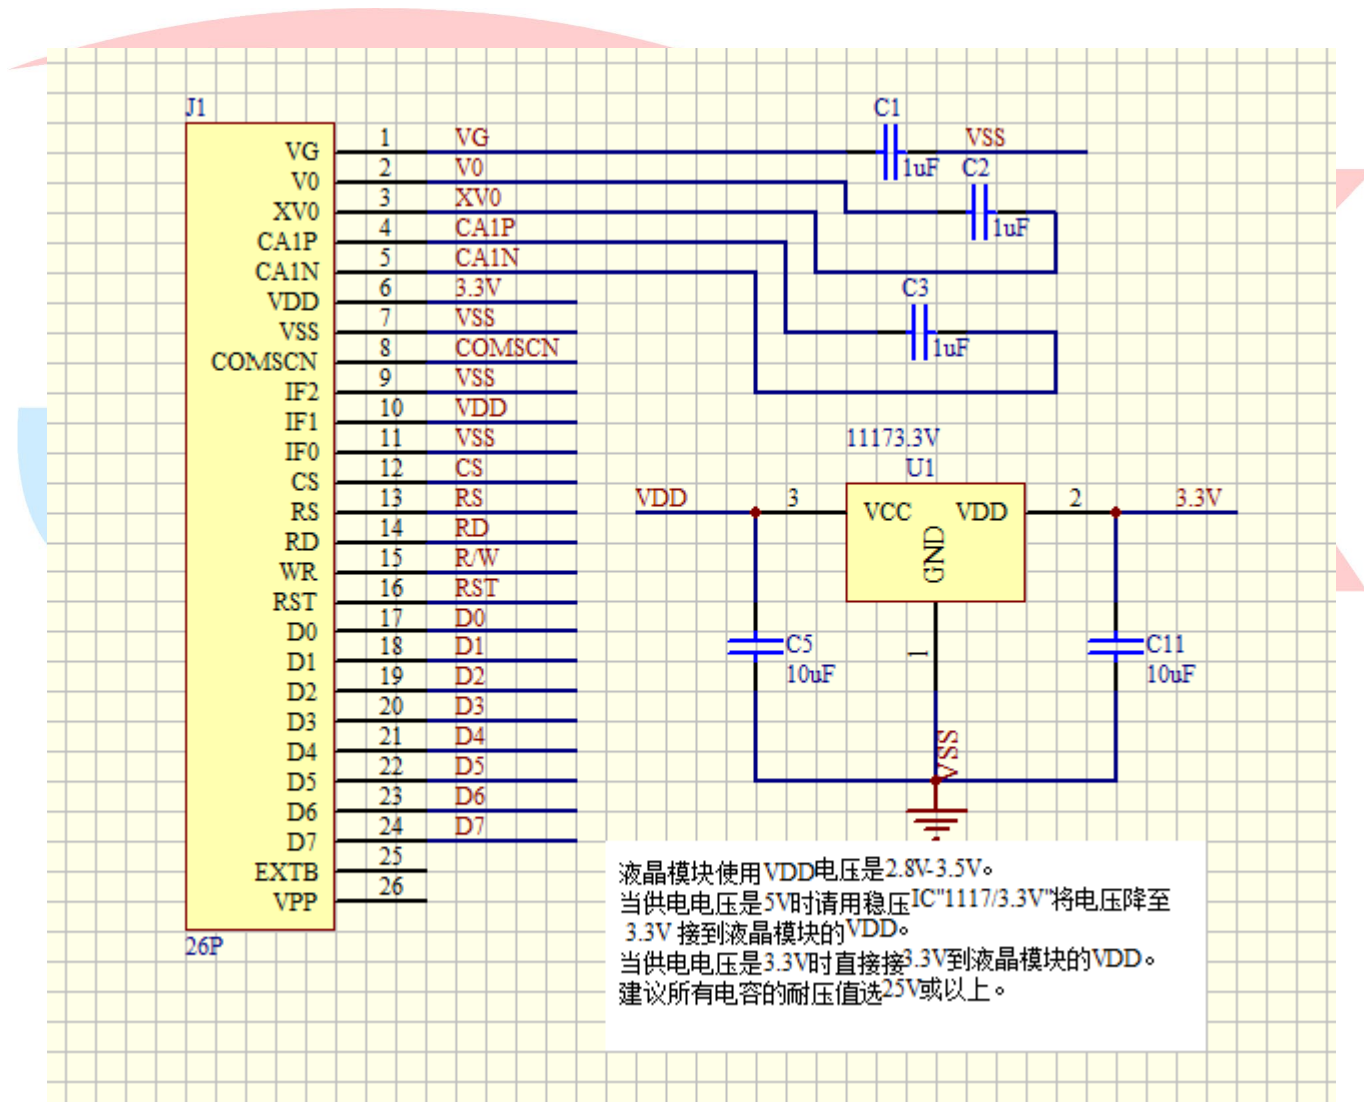 J1
VG 1 VG
V0 2 V0
XV0 3 XV0
CA1P 4 CA1P
CA1N 5 CA1N
VDD 6 3.3V
VSS 7 VSS
COMSCN 8 COMSCN
IF2 9 VSS
IF1 10 VDD
IF0 11 VSS
CS 12 CS
RS 13 RS
RD 14 RD
WR 15 R/W
RST 16 RST
D0 17 D0
D1 18 D1
D2 19 D2
D3 20 D3
D4 21 D4
D5 22 D5
D6 23 D6
D7 24 D7
EXTB 25
VPP 26
26P
C1
VSS
1uF
C2
1uF
C3
1uF
11173.3V
U1
VDD 3 VCC VDD 2 3.3V
GND
1
C5
10uF
C11
10uF
VSS
液晶模块使用VDD电压是2.8V-3.5V。
当供电电压是5V时请用稳压IC"1117/3.3V"将电压降至
3.3V 接到液晶模块的VDD。
当供电电压是3.3V时直接接3.3V到液晶模块的VDD。
建议所有电容的耐压值选25V或以上。